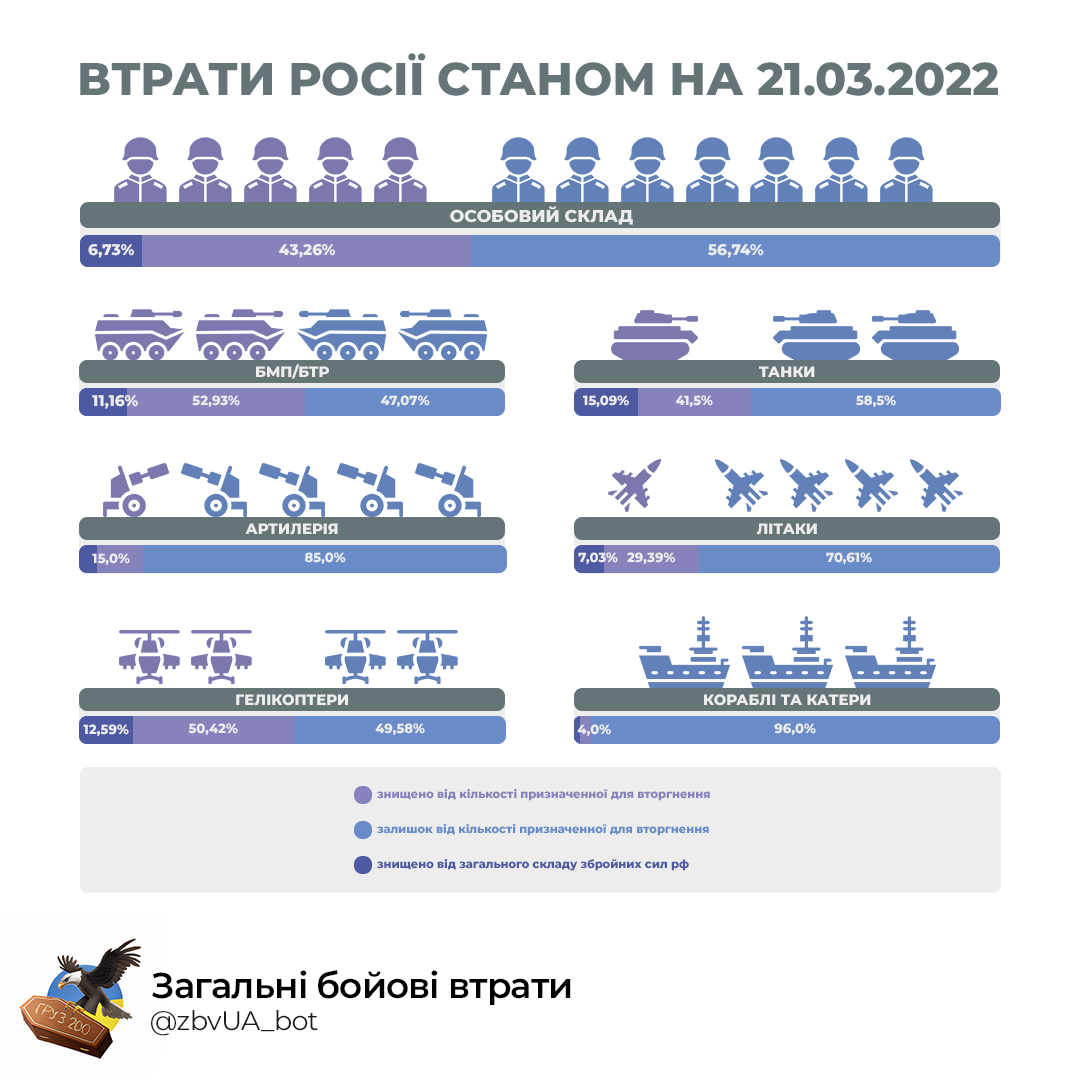 ВТРАТИ РОСІЇ СТАНОМ НА 21.03.2022
ОСОБОВИЙ СКЛАД
6,73% 43,26% 56,74%
БМП/БТР
11,16% 52,93% 47,07%
ТАНКИ
15,09% 41,5% 58,5%
АРТИЛЕРІЯ
15,0% 85,0%
ЛІТАКИ
7,03% 29,39% 70,61%
ГЕЛІКОПТЕРИ
12,59% 50,42% 49,58%
КОРАБЛІ ТА КАТЕРИ
4,0% 96,0%
знищено від кількості призначенної для вторгнення
залишок від кількості призначенної для вторгнення
знищено від загального складу збройних сил рф
ГРУЗ 200
Загальні бойові втрати
@zbvUA_bot